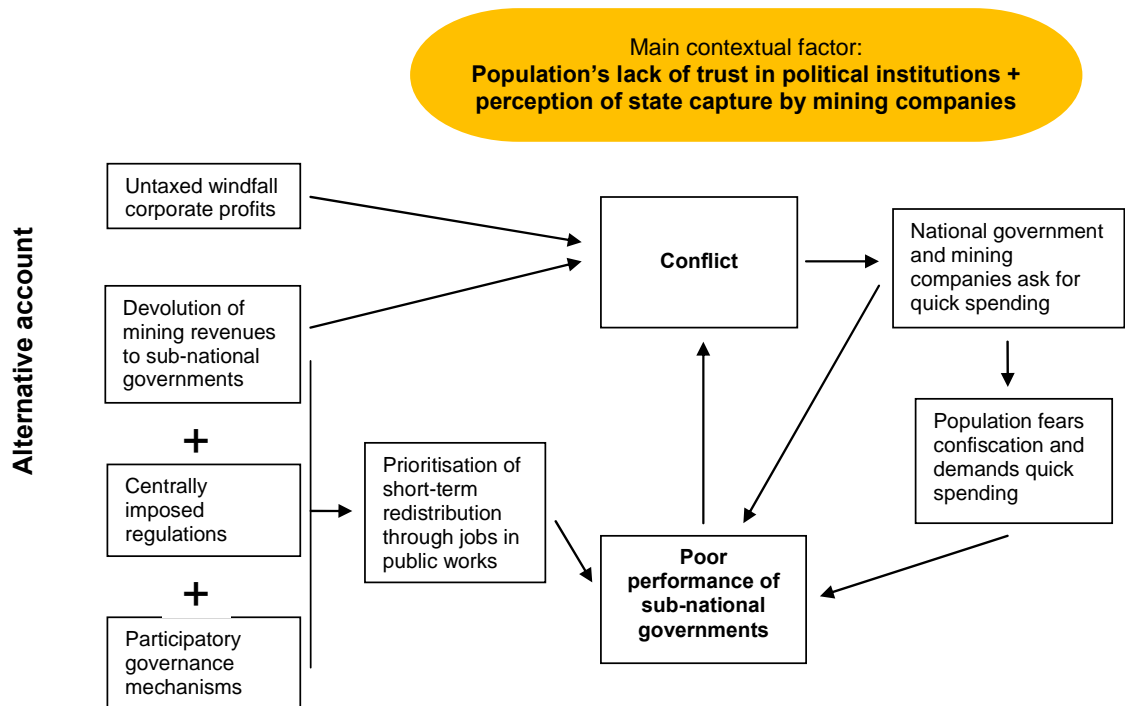 Main contextual factor:
Population’s lack of trust in political institutions +
perception of state capture by mining companies
Alternative account
Untaxed windfall
corporate profits
Conflict
National government
and mining
companies ask for
quick spending
Devolution of
mining revenues
to sub-national
governments
+
Centrally
imposed
regulations
+
Participatory
governance
mechanisms
Prioritisation of
short-term
redistribution
through jobs in
public works
Poor
performance of
sub-national
governments
Population fears
confiscation and
demands quick
spending